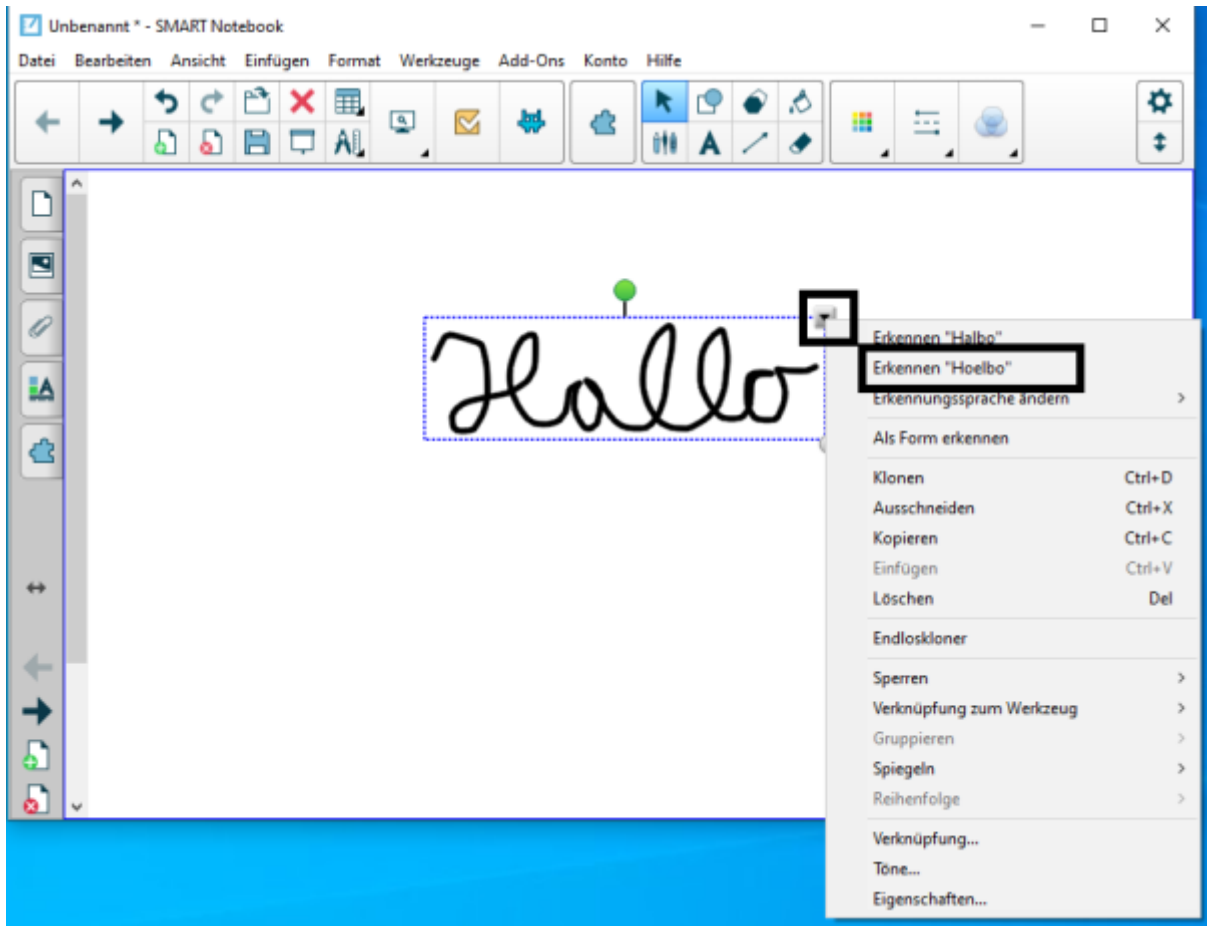 Unbenannt * - SMART Notebook
Datei Bearbeiten Ansicht Einfügen Format Werkzeuge Add-Ons Konto Hilfe
Hallo
Erkennen "Halbo"
Erkennen "Hoelbo"
Erkennungssprache ändern
Als Form erkennen
Klonen Ctrl+D
Ausschneiden Ctrl+X
Kopieren Ctrl+C
Einfügen Ctrl+V
Löschen Del
Endloskloner
Sperren
Verknüpfung zum Werkzeug
Gruppieren
Spiegeln
Reihenfolge
Verknüpfung...
Töne...
Eigenschaften...